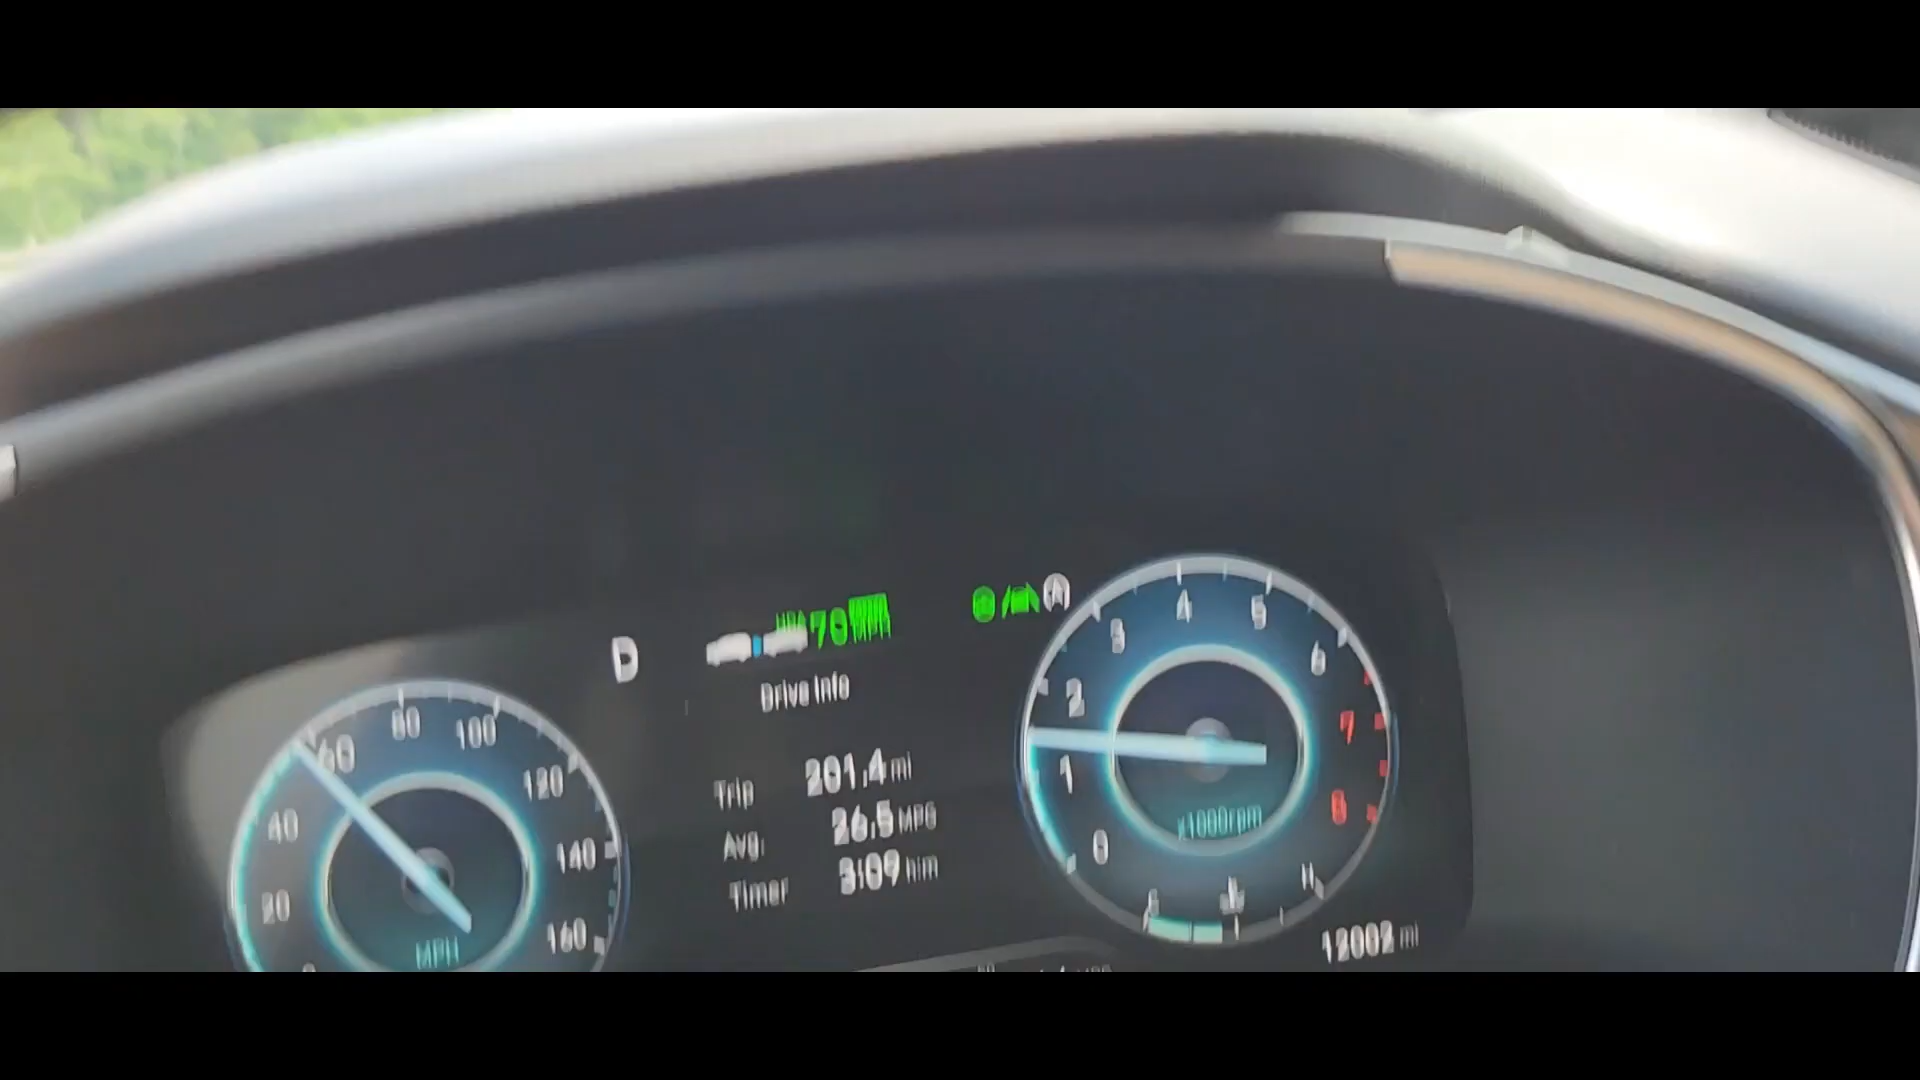 D 70 MPH
Drive Info
Trip 201.4 mi
Avg. 26.5 MPG
Timer 3:09 h:m
0 20 40 60 80 100 120 140 160
MPH
0 1 2 3 4 5 6 7 8
x1000rpm
H
12002 mi